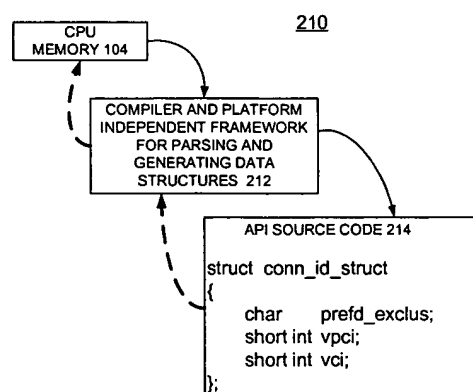 210
CPU
MEMORY 104
COMPILER AND PLATFORM
INDEPENDENT FRAMEWORK
FOR PARSING AND
GENERATING DATA
STRUCTURES 212
API SOURCE CODE 214
struct conn_id_struct
{
char prefd_exclus;
short int vpci;
short int vci;
};